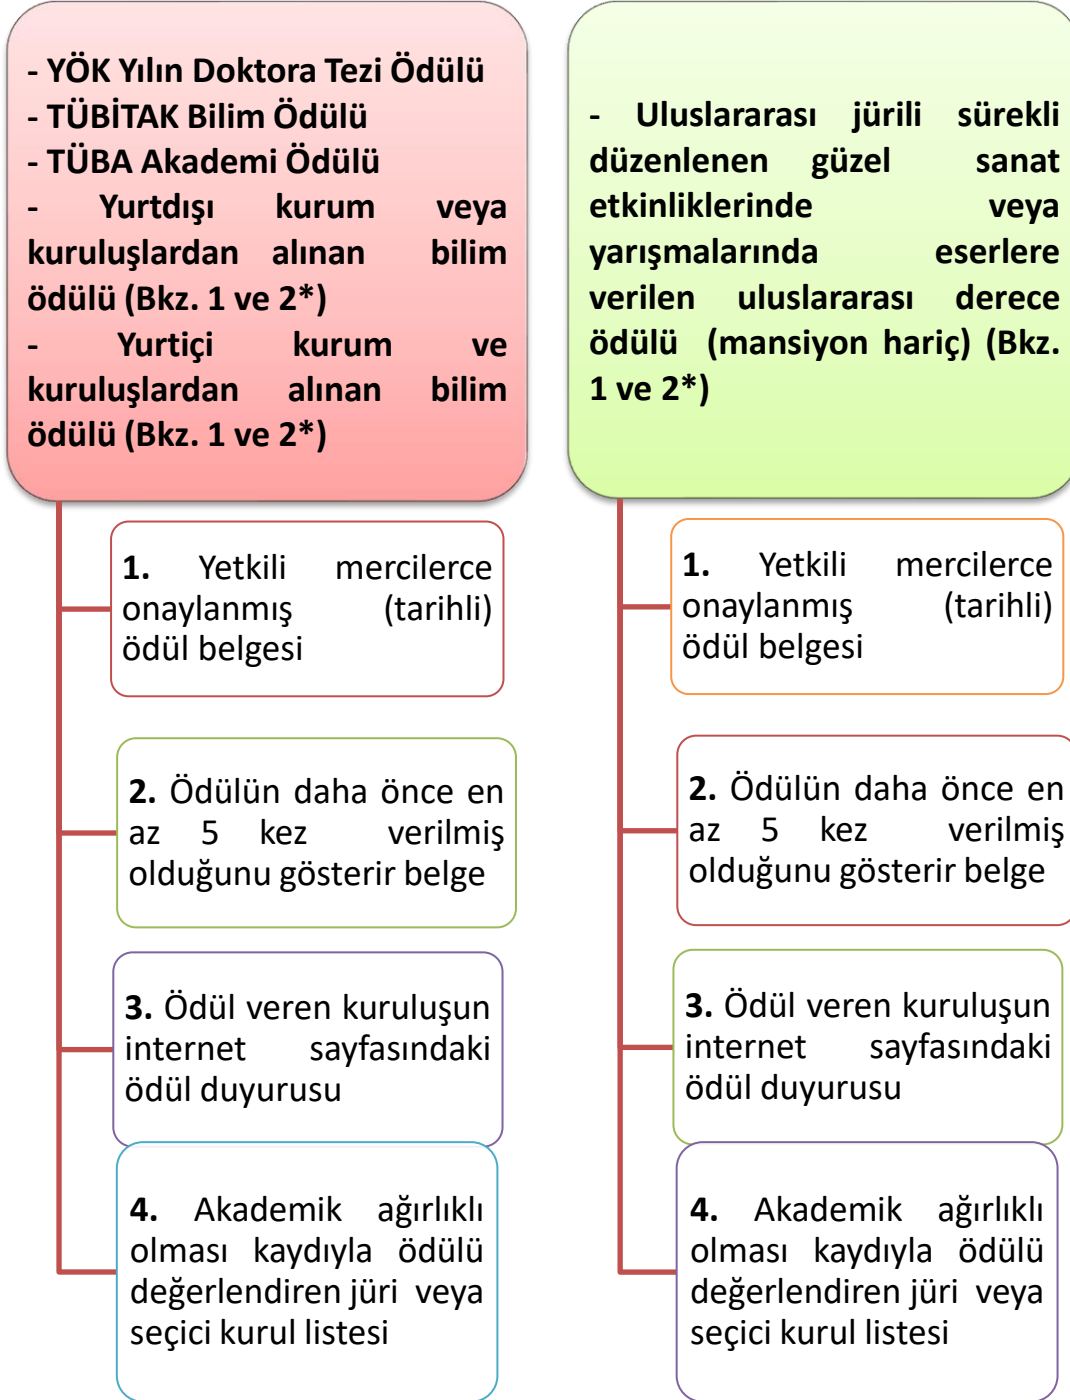 - YÖK Yılın Doktora Tezi Ödülü
- TÜBİTAK Bilim Ödülü
- TÜBA Akademi Ödülü
- Yurtdışı kurum veya
kuruluşlardan alınan bilim
ödülü (Bkz. 1 ve 2*)
- Yurtiçi kurum ve
kuruluşlardan alınan bilim
ödülü (Bkz. 1 ve 2*)
1. Yetkili mercilerce
onaylanmış (tarihli)
ödül belgesi
2. Ödülün daha önce en
az 5 kez verilmiş
olduğunu gösterir belge
3. Ödül veren kuruluşun
internet sayfasındaki
ödül duyurusu
4. Akademik ağırlıklı
olması kaydıyla ödülü
değerlendiren jüri veya
seçici kurul listesi
- Uluslararası jürili sürekli
düzenlenen güzel sanat
etkinliklerinde veya
yarışmalarında eserlere
verilen uluslararası derece
ödülü (mansiyon hariç) (Bkz.
1 ve 2*)
1. Yetkili mercilerce
onaylanmış (tarihli)
ödül belgesi
2. Ödülün daha önce en
az 5 kez verilmiş
olduğunu gösterir belge
3. Ödül veren kuruluşun
internet sayfasındaki
ödül duyurusu
4. Akademik ağırlıklı
olması kaydıyla ödülü
değerlendiren jüri veya
seçici kurul listesi